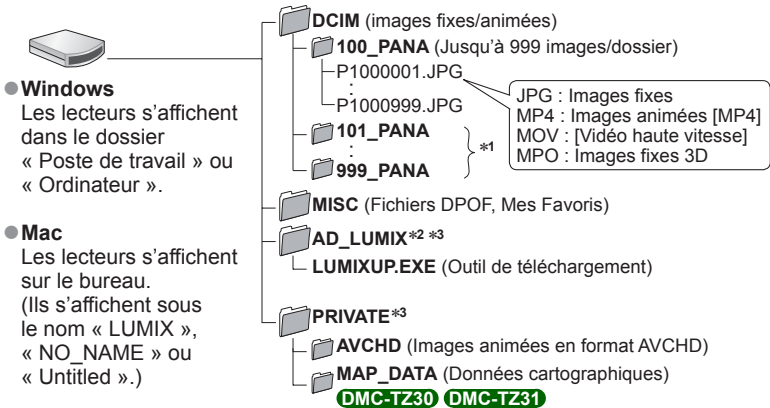 ● Windows
Les lecteurs s'affichent
dans le dossier
« Poste de travail » ou
« Ordinateur ».
● Mac
Les lecteurs s'affichent
sur le bureau.
(Ils s'affichent sous
le nom « LUMIX »,
« NO_NAME » ou
« Untitled ».)
DCIM (images fixes/animées)
100_PANA (Jusqu'à 999 images/dossier)
P1000001.JPG
:
P1000999.JPG
JPG : Images fixes
MP4 : Images animées [MP4]
MOV : [Vidéo haute vitesse]
MPO : Images fixes 3D
101_PANA
:
999_PANA
*1
MISC (Fichiers DPOF, Mes Favoris)
AD_LUMIX*2 *3
LUMIXUP.EXE (Outil de téléchargement)
PRIVATE*3
AVCHD (Images animées en format AVCHD)
MAP_DATA (Données cartographiques)
DMC-TZ30 DMC-TZ31